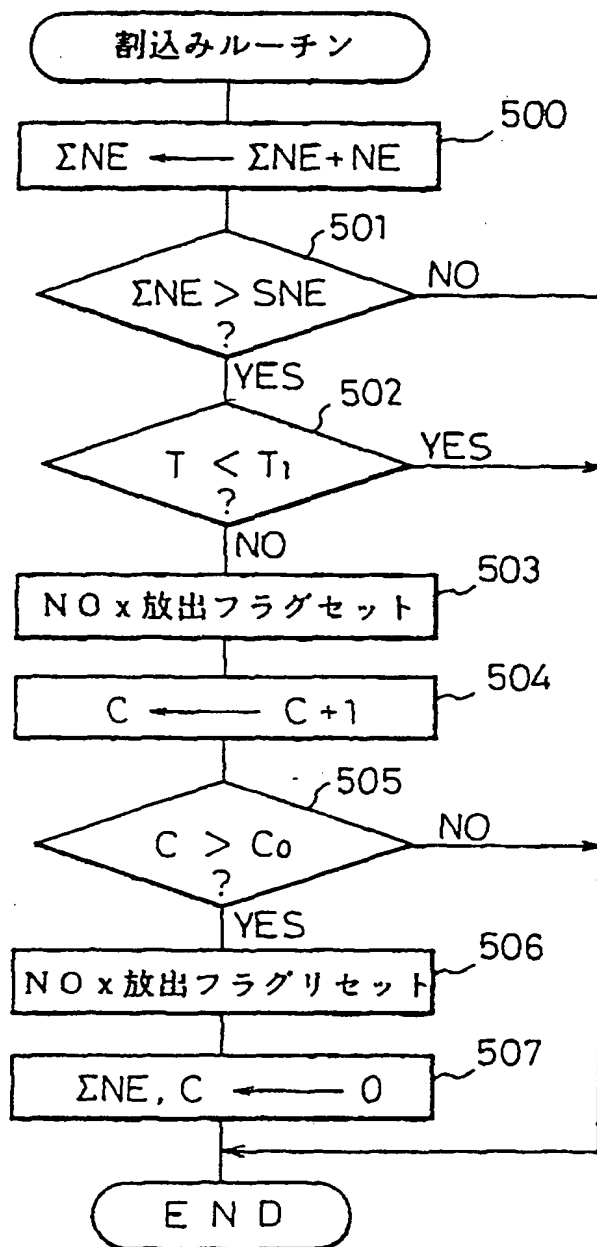 割込みルーチン
500
ΣNE ← ΣNE+NE
501
ΣNE > SNE
?
NO
YES
502
T < T₁
?
YES
NO
503
NOx放出フラグセット
504
C ← C+1
505
C > C₀
?
NO
YES
506
NOx放出フラグリセット
507
ΣNE, C ← 0
END